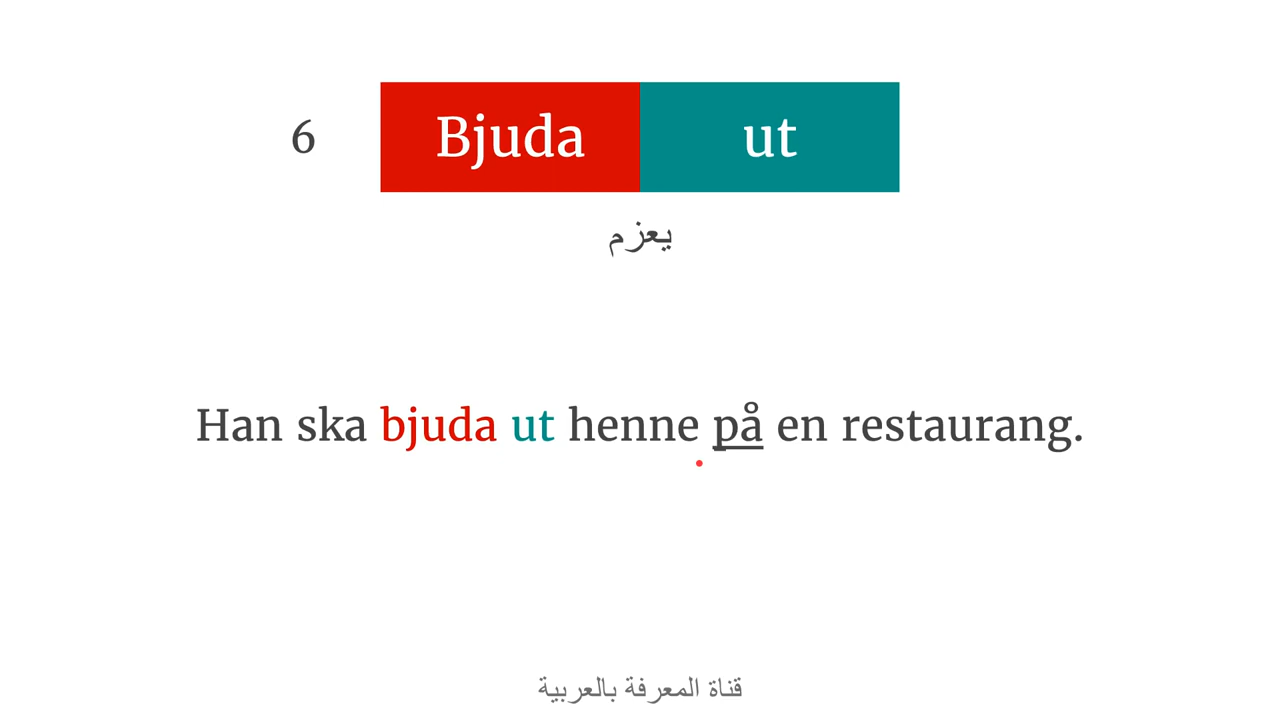 6 Bjuda ut
يعزم
Han ska bjuda ut henne på en restaurang.
قناة المعرفة بالعربية